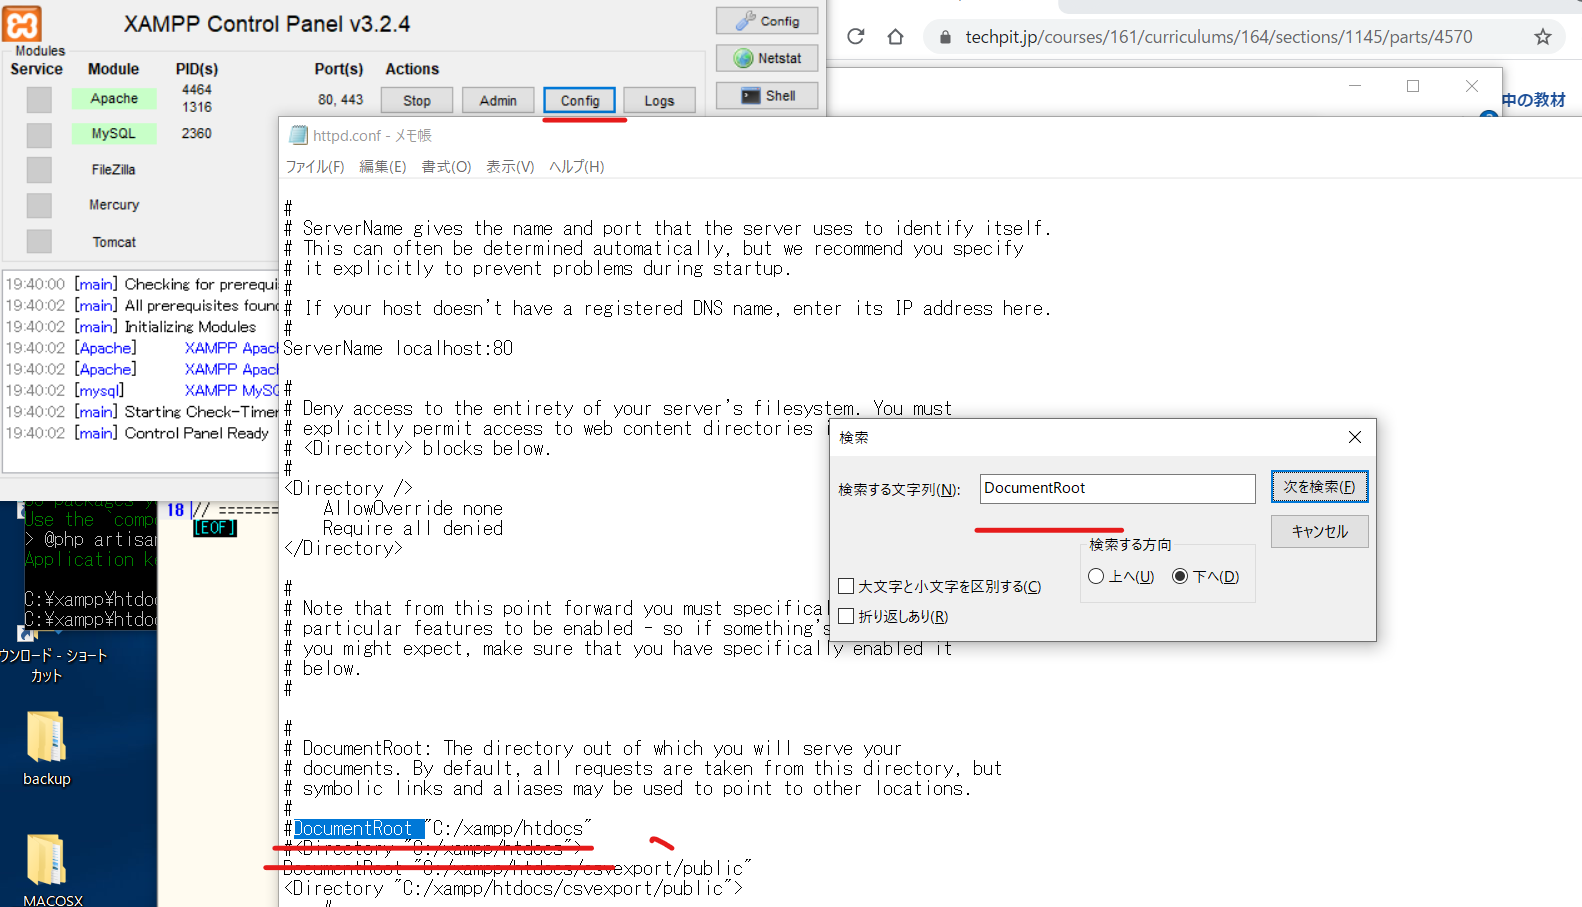 XAMPP Control Panel v3.2.4
Config
Netstat
Shell
Modules
Service Module PID(s) Port(s) Actions
Apache 4464 1316 80, 443 Stop Admin Config Logs
MySQL 2360
FileZilla
Mercury
Tomcat
19:40:00 [main] Checking for prerequi
19:40:02 [main] All prerequisites foun
19:40:02 [main] Initializing Modules
19:40:02 [Apache] XAMPP Apac
19:40:02 [Apache] XAMPP Apac
19:40:02 [mysql] XAMPP MySQ
19:40:02 [main] Starting Check-Timer
19:40:02 [main] Control Panel Ready
techpit.jp/courses/161/curriculums/164/sections/1145/parts/4570
中の教材
httpd.conf - メモ帳
ファイル(F) 編集(E) 書式(O) 表示(V) ヘルプ(H)
#
# ServerName gives the name and port that the server uses to identify itself.
# This can often be determined automatically, but we recommend you specify
# it explicitly to prevent problems during startup.
#
# If your host doesn't have a registered DNS name, enter its IP address here.
#
ServerName localhost:80
#
# Deny access to the entirety of your server's filesystem. You must
# explicitly permit access to web content directories i
# <Directory> blocks below.
#
<Directory />
AllowOverride none
Require all denied
</Directory>
#
# Note that from this point forward you must specifical
# particular features to be enabled - so if something's
# you might expect, make sure that you have specifically enabled it
# below.
#
#
# DocumentRoot: The directory out of which you will serve your
# documents. By default, all requests are taken from this directory, but
# symbolic links and aliases may be used to point to other locations.
#
#DocumentRoot "C:/xampp/htdocs"
#<Directory "C:/xampp/htdocs">
DocumentRoot "C:/xampp/htdocs/csvexport/public"
<Directory "C:/xampp/htdocs/csvexport/public">
#
検索
検索する文字列(N):
DocumentRoot
次を検索(F)
キャンセル
検索する方向
上へ(U) 下へ(D)
大文字と小文字を区別する(C)
折り返しあり(R)
Use the `compo
> @php artisan
Application ke
C:¥xampp¥htdoc
C:¥xampp¥htdoc
18 // ========
[EOF]
ウンロード - ショート
カット
backup
MACOSX